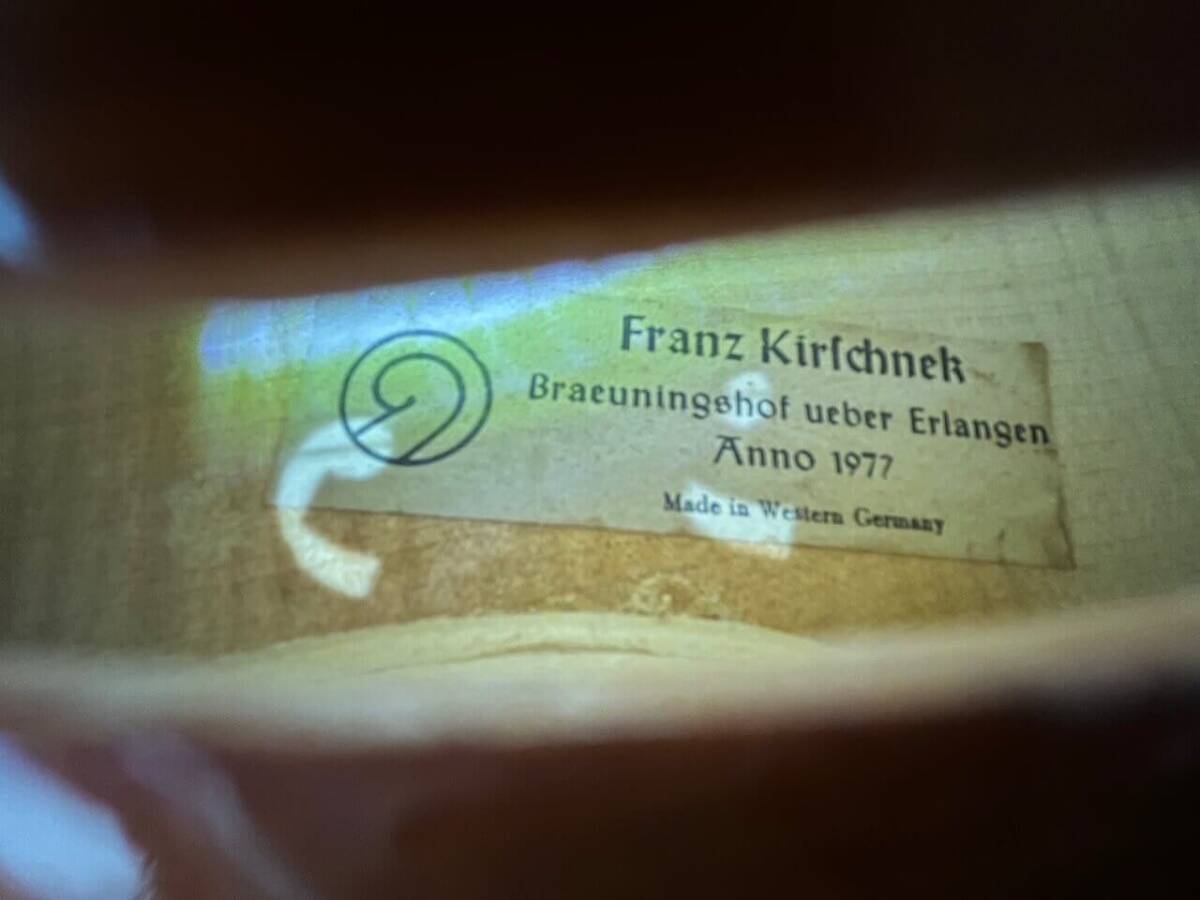 Franz Kirſchnek
Braeuningshof ueber Erlangen
Anno 1977
Made in Western Germany